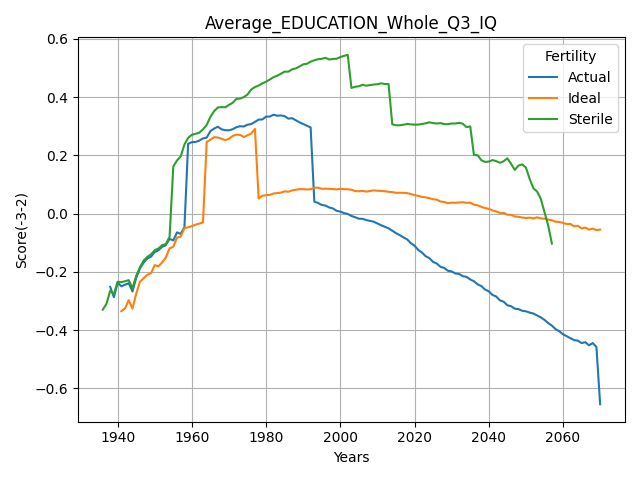 Average_EDUCATION_Whole_Q3_IQ
Score(-3-2)
0.6
0.4
0.2
0.0
−0.2
−0.4
−0.6
Fertility
Actual
Ideal
Sterile
1940 1960 1980 2000 2020 2040 2060
Years